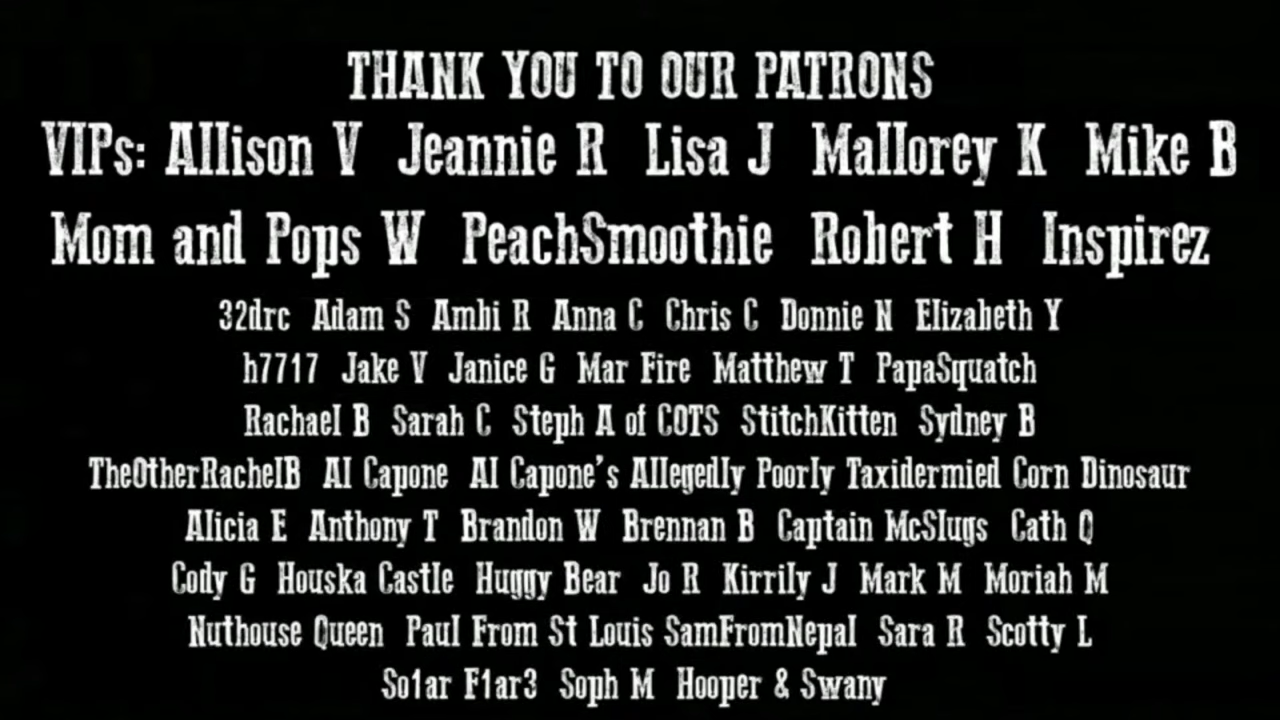 THANK YOU TO OUR PATRONS
VIPs: Allison V Jeannie R Lisa J Mallorey K Mike B
Mom and Pops W PeachSmoothie Robert H Inspirez
32drc Adam S Ambi R Anna C Chris C Donnie N Elizabeth Y
h7717 Jake V Janice G Mar Fire Matthew T PapaSquatch
Rachael B Sarah C Steph A of COTS StitchKitten Sydney B
TheOtherRachelB Al Capone Al Capone's Allegedly Poorly Taxidermied Corn Dinosaur
Alicia E Anthony T Brandon W Brennan B Captain McSlugs Cath Q
Cody G Houska Castle Huggy Bear Jo R Kirrily J Mark M Moriah M
Nuthouse Queen Paul From St Louis SamFromNepal Sara R Scotty L
So1ar F1ar3 Soph M Hooper & Swany